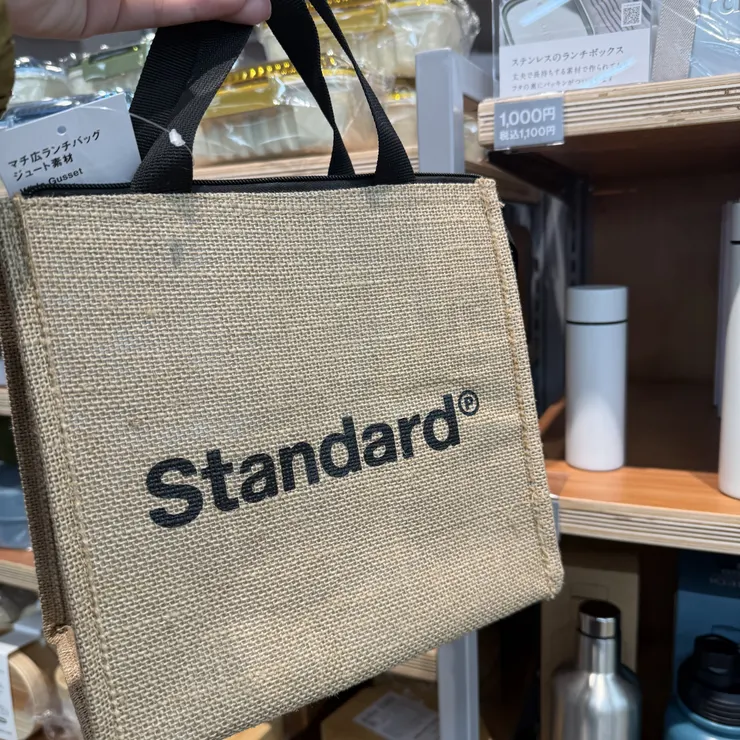 マチ広ランチバッグ
ジュート素材
Gusset
ステンレスのランチボックス
1,000円
税込1,100円
Standard